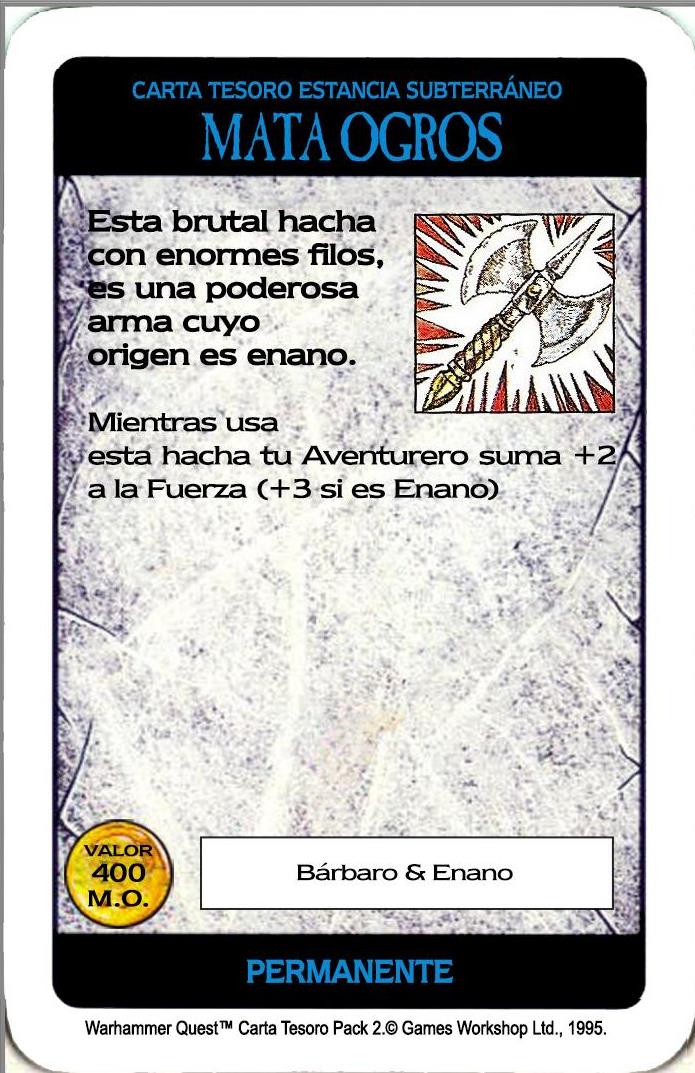 CARTA TESORO ESTANCIA SUBTERRÁNEO
MATA OGROS
Esta brutal hacha
con enormes filos,
es una poderosa
arma cuyo
origen es enano.
Mientras usa
esta hacha tu Aventurero suma +2
a la Fuerza (+3 si es Enano)
VALOR
400
M.O.
Bárbaro & Enano
PERMANENTE
Warhammer Quest™ Carta Tesoro Pack 2.© Games Workshop Ltd., 1995.